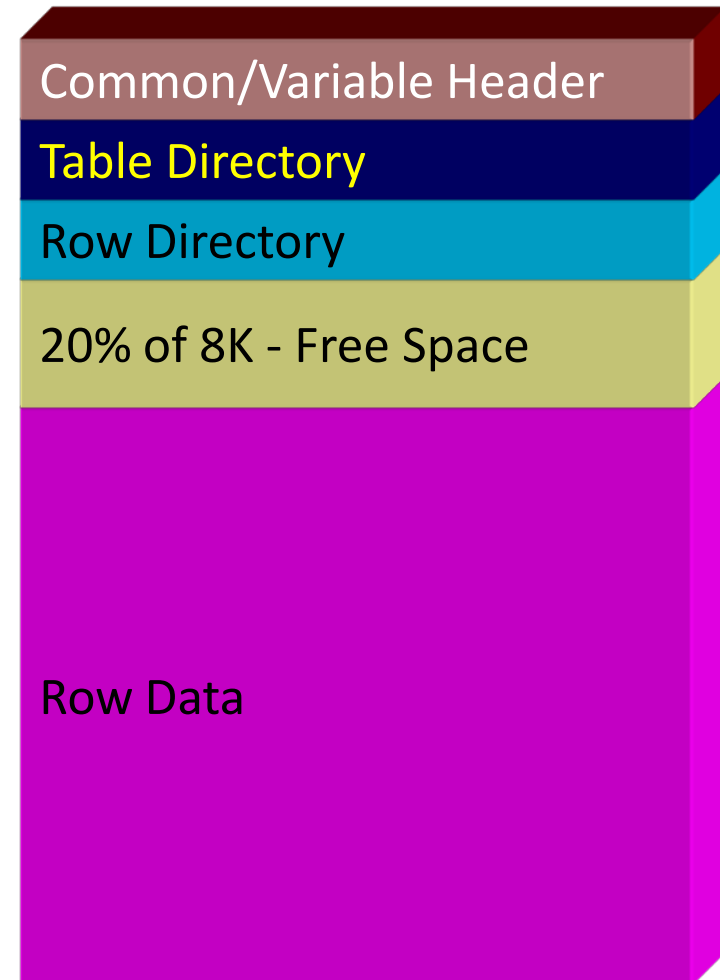 Common/Variable Header
Table Directory
Row Directory
20% of 8K - Free Space
Row Data